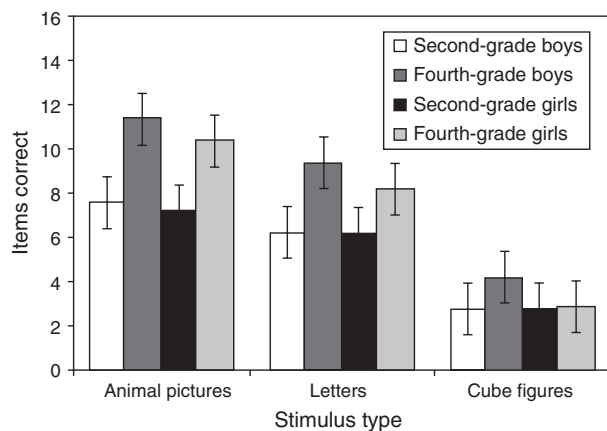 16
14
12
10
8
6
4
2
0
Items correct
Second-grade boys
Fourth-grade boys
Second-grade girls
Fourth-grade girls
Animal pictures
Letters
Cube figures
Stimulus type